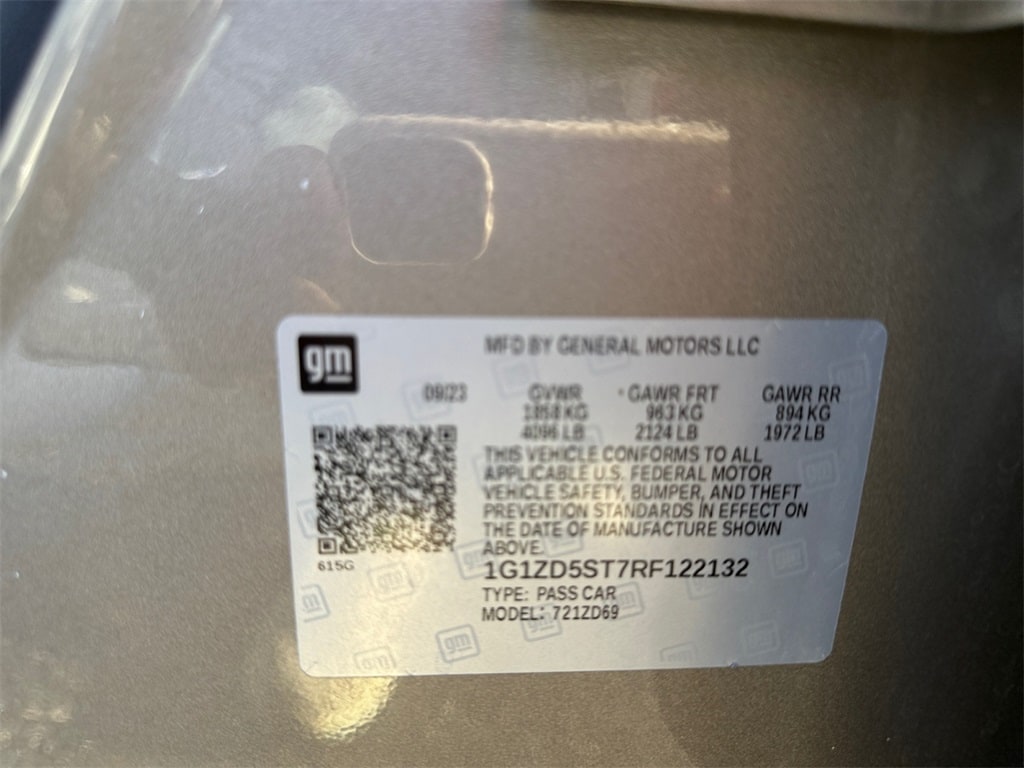 gm
MFD BY GENERAL MOTORS LLC
09/23 GVWR GAWR FRT GAWR RR
1858 KG 963 KG 894 KG
4096 LB 2124 LB 1972 LB
THIS VEHICLE CONFORMS TO ALL
APPLICABLE U.S. FEDERAL MOTOR
VEHICLE SAFETY, BUMPER, AND THEFT
PREVENTION STANDARDS IN EFFECT ON
THE DATE OF MANUFACTURE SHOWN
ABOVE.
615G
1G1ZD5ST7RF122132
TYPE: PASS CAR
MODEL: 721ZD69